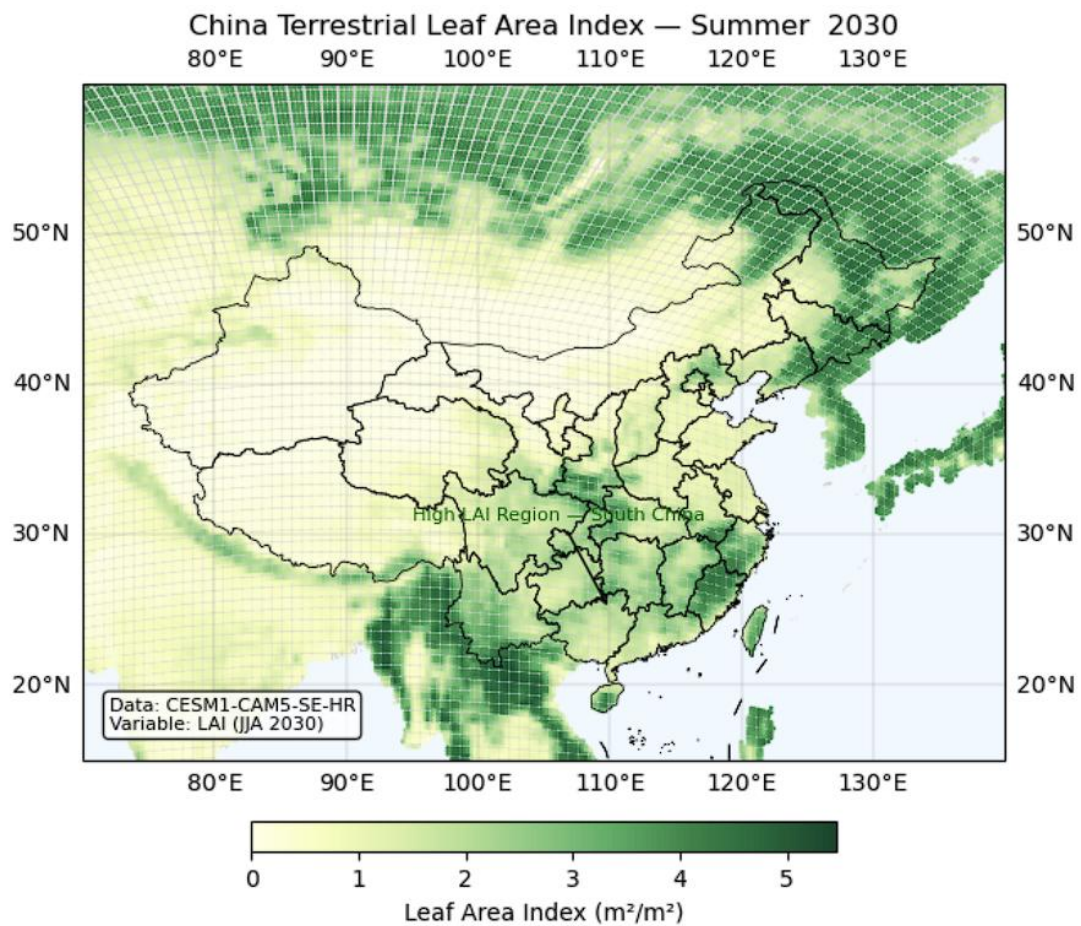 China Terrestrial Leaf Area Index — Summer  2030
80°E 90°E 100°E 110°E 120°E 130°E
50°N 50°N
40°N 40°N
High LAI Region — South China
30°N 30°N
20°N 20°N
Data: CESM1-CAM5-SE-HR
Variable: LAI (JJA 2030)
80°E 90°E 100°E 110°E 120°E 130°E
0 1 2 3 4 5
Leaf Area Index (m²/m²)